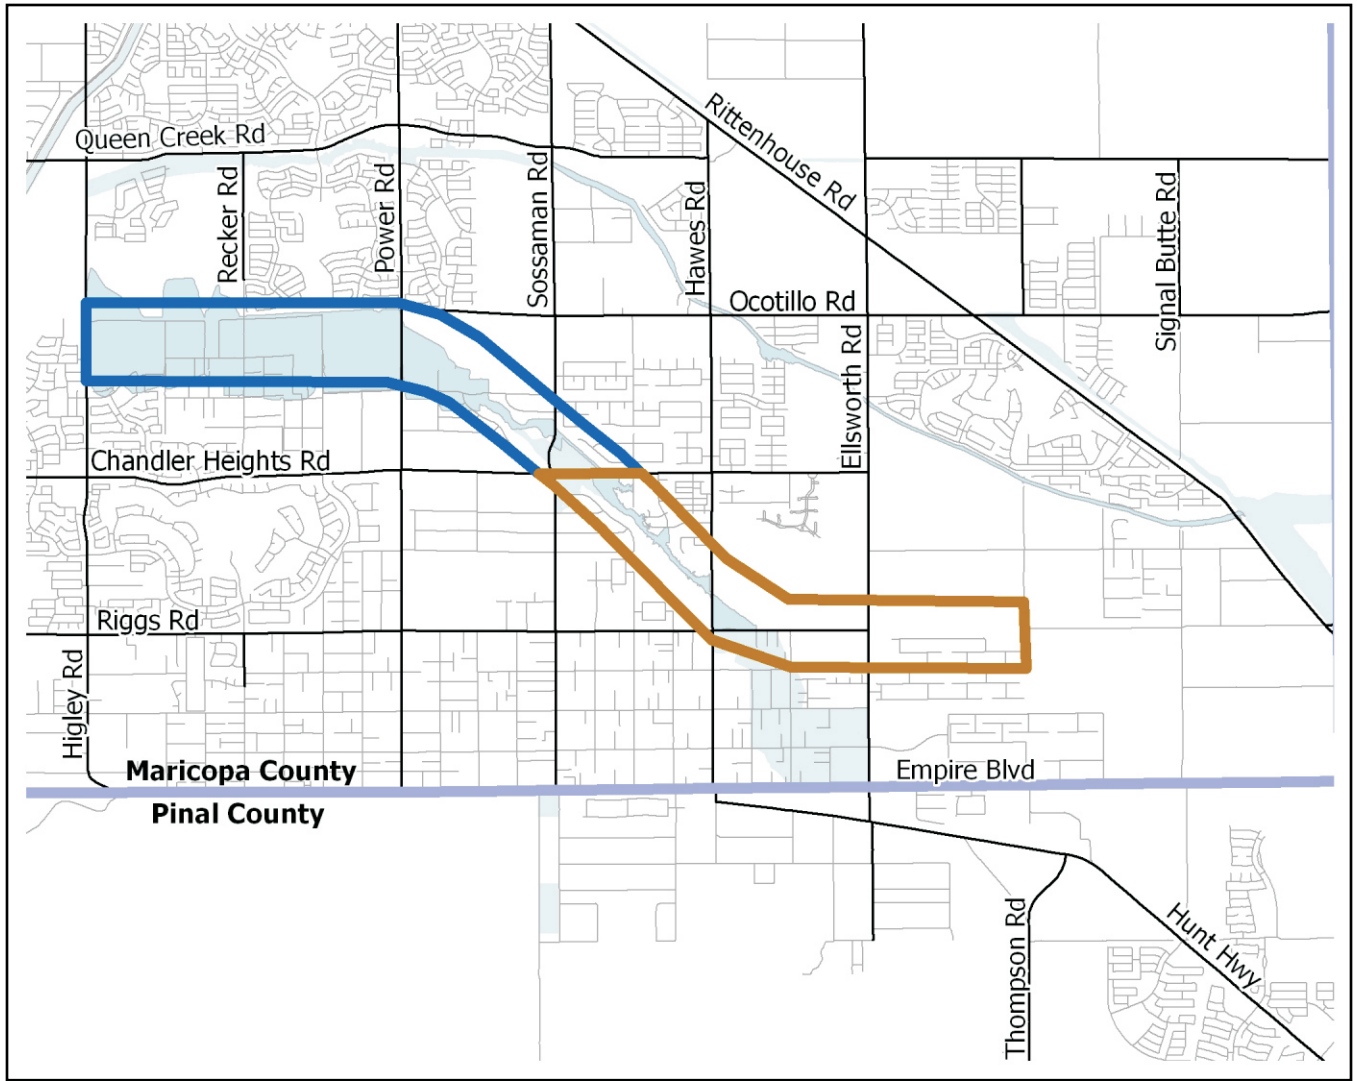 Queen Creek Rd
Rittenhouse Rd
Recker Rd
Power Rd
Sossaman Rd
Hawes Rd
Signal Butte Rd
Ocotillo Rd
Ellsworth Rd
Chandler Heights Rd
Riggs Rd
Higley Rd
Maricopa County
Empire Blvd
Pinal County
Thompson Rd
Hunt Hwy